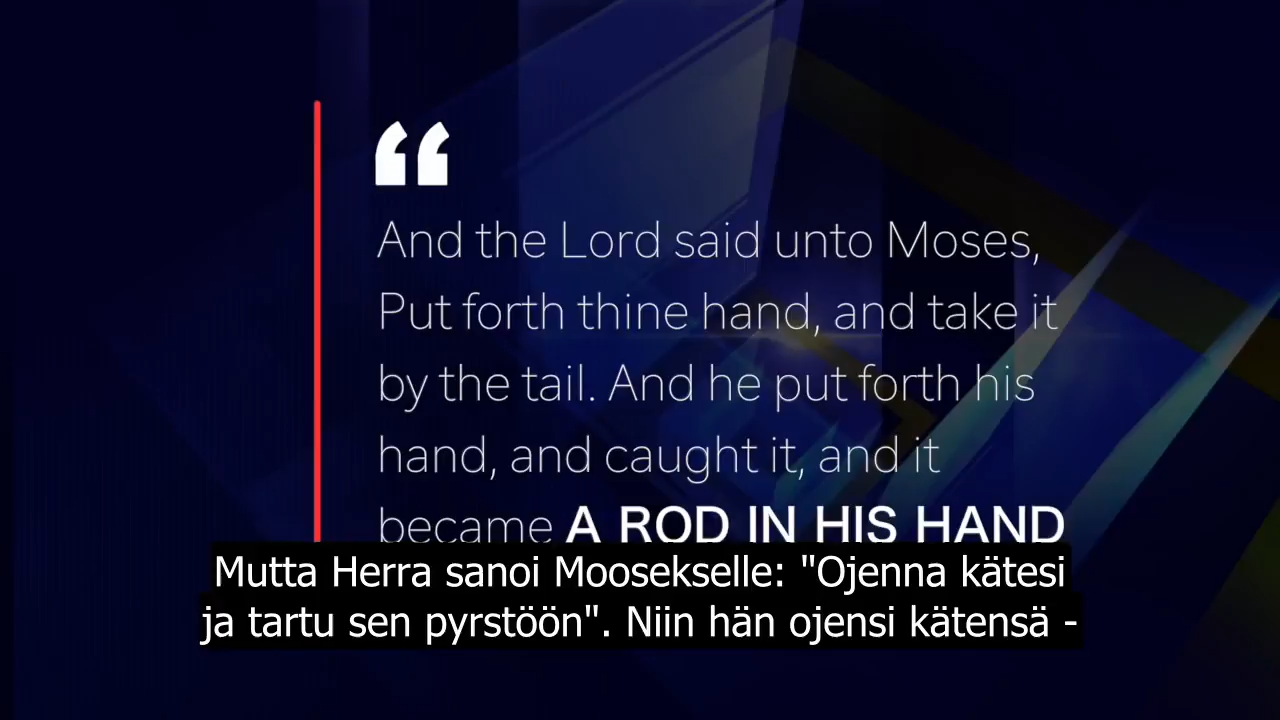 “
And the Lord said unto Moses,
Put forth thine hand, and take it
by the tail. And he put forth his
hand, and caught it, and it
became A ROD IN HIS HAND
Mutta Herra sanoi Moosekselle: "Ojenna kätesi
ja tartu sen pyrstöön". Niin hän ojensi kätensä -